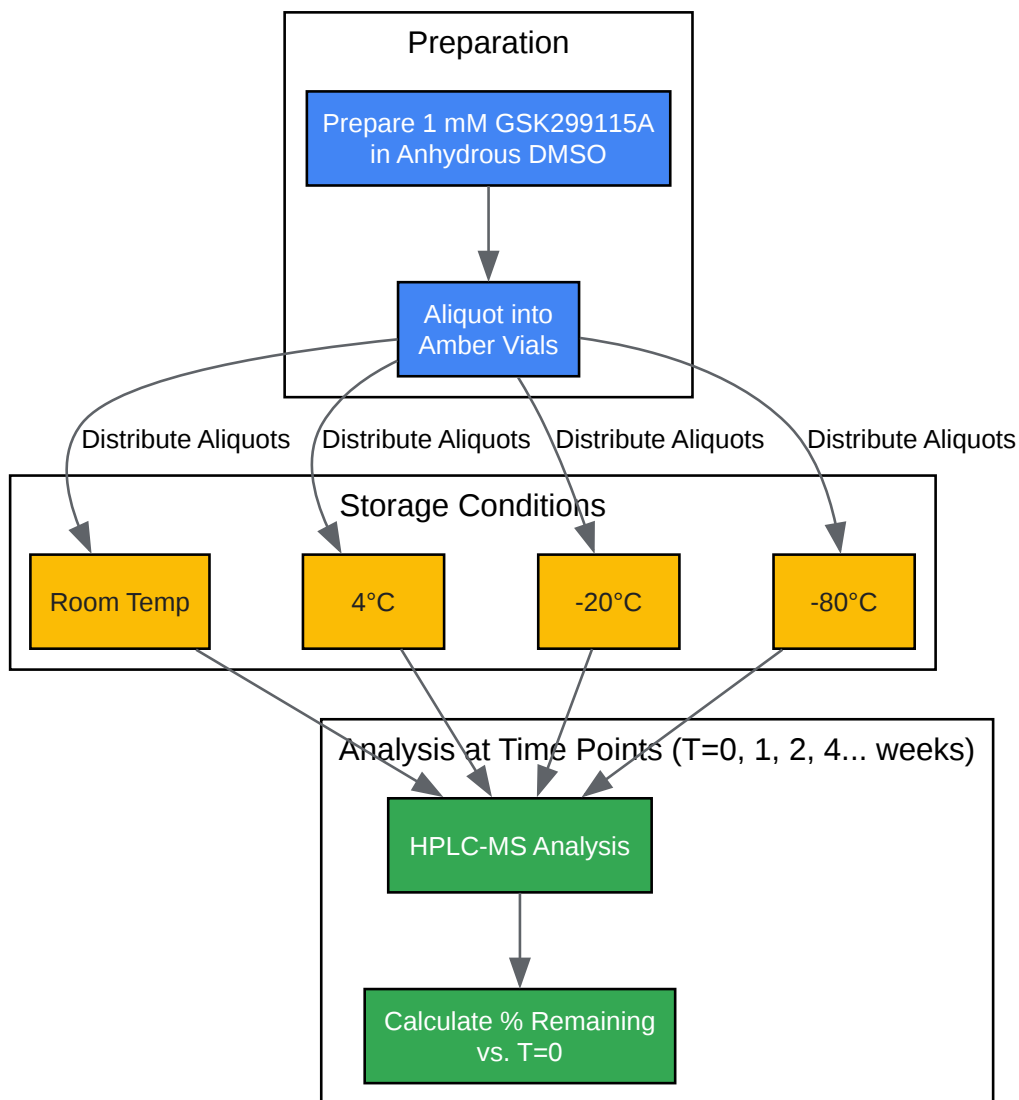 Preparation
Prepare 1 mM GSK299115A
in Anhydrous DMSO
Aliquot into
Amber Vials
Distribute Aliquots
Distribute Aliquots
Distribute Aliquots
Distribute Aliquots
Storage Conditions
Room Temp
4°C
-20°C
-80°C
Analysis at Time Points (T=0, 1, 2, 4... weeks)
HPLC-MS Analysis
Calculate % Remaining
vs. T=0